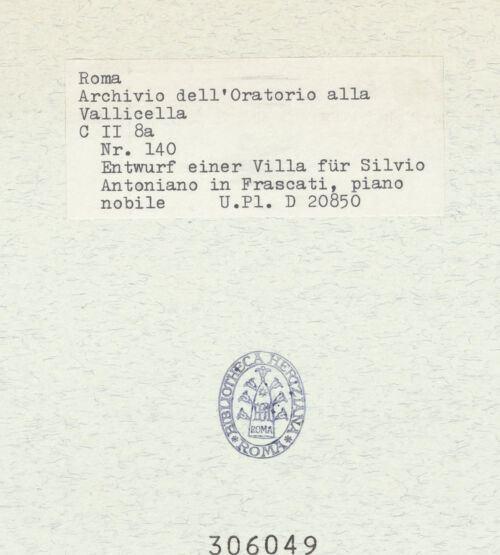 Roma
Archivio dell'Oratorio alla
Vallicella
C II 8a
Nr. 140
Entwurf einer Villa für Silvio
Antoniano in Frascati, piano
nobile U.Pl. D 20850
BIBLIOTHECA HERTZIANA
ROMA
ROMA
306049